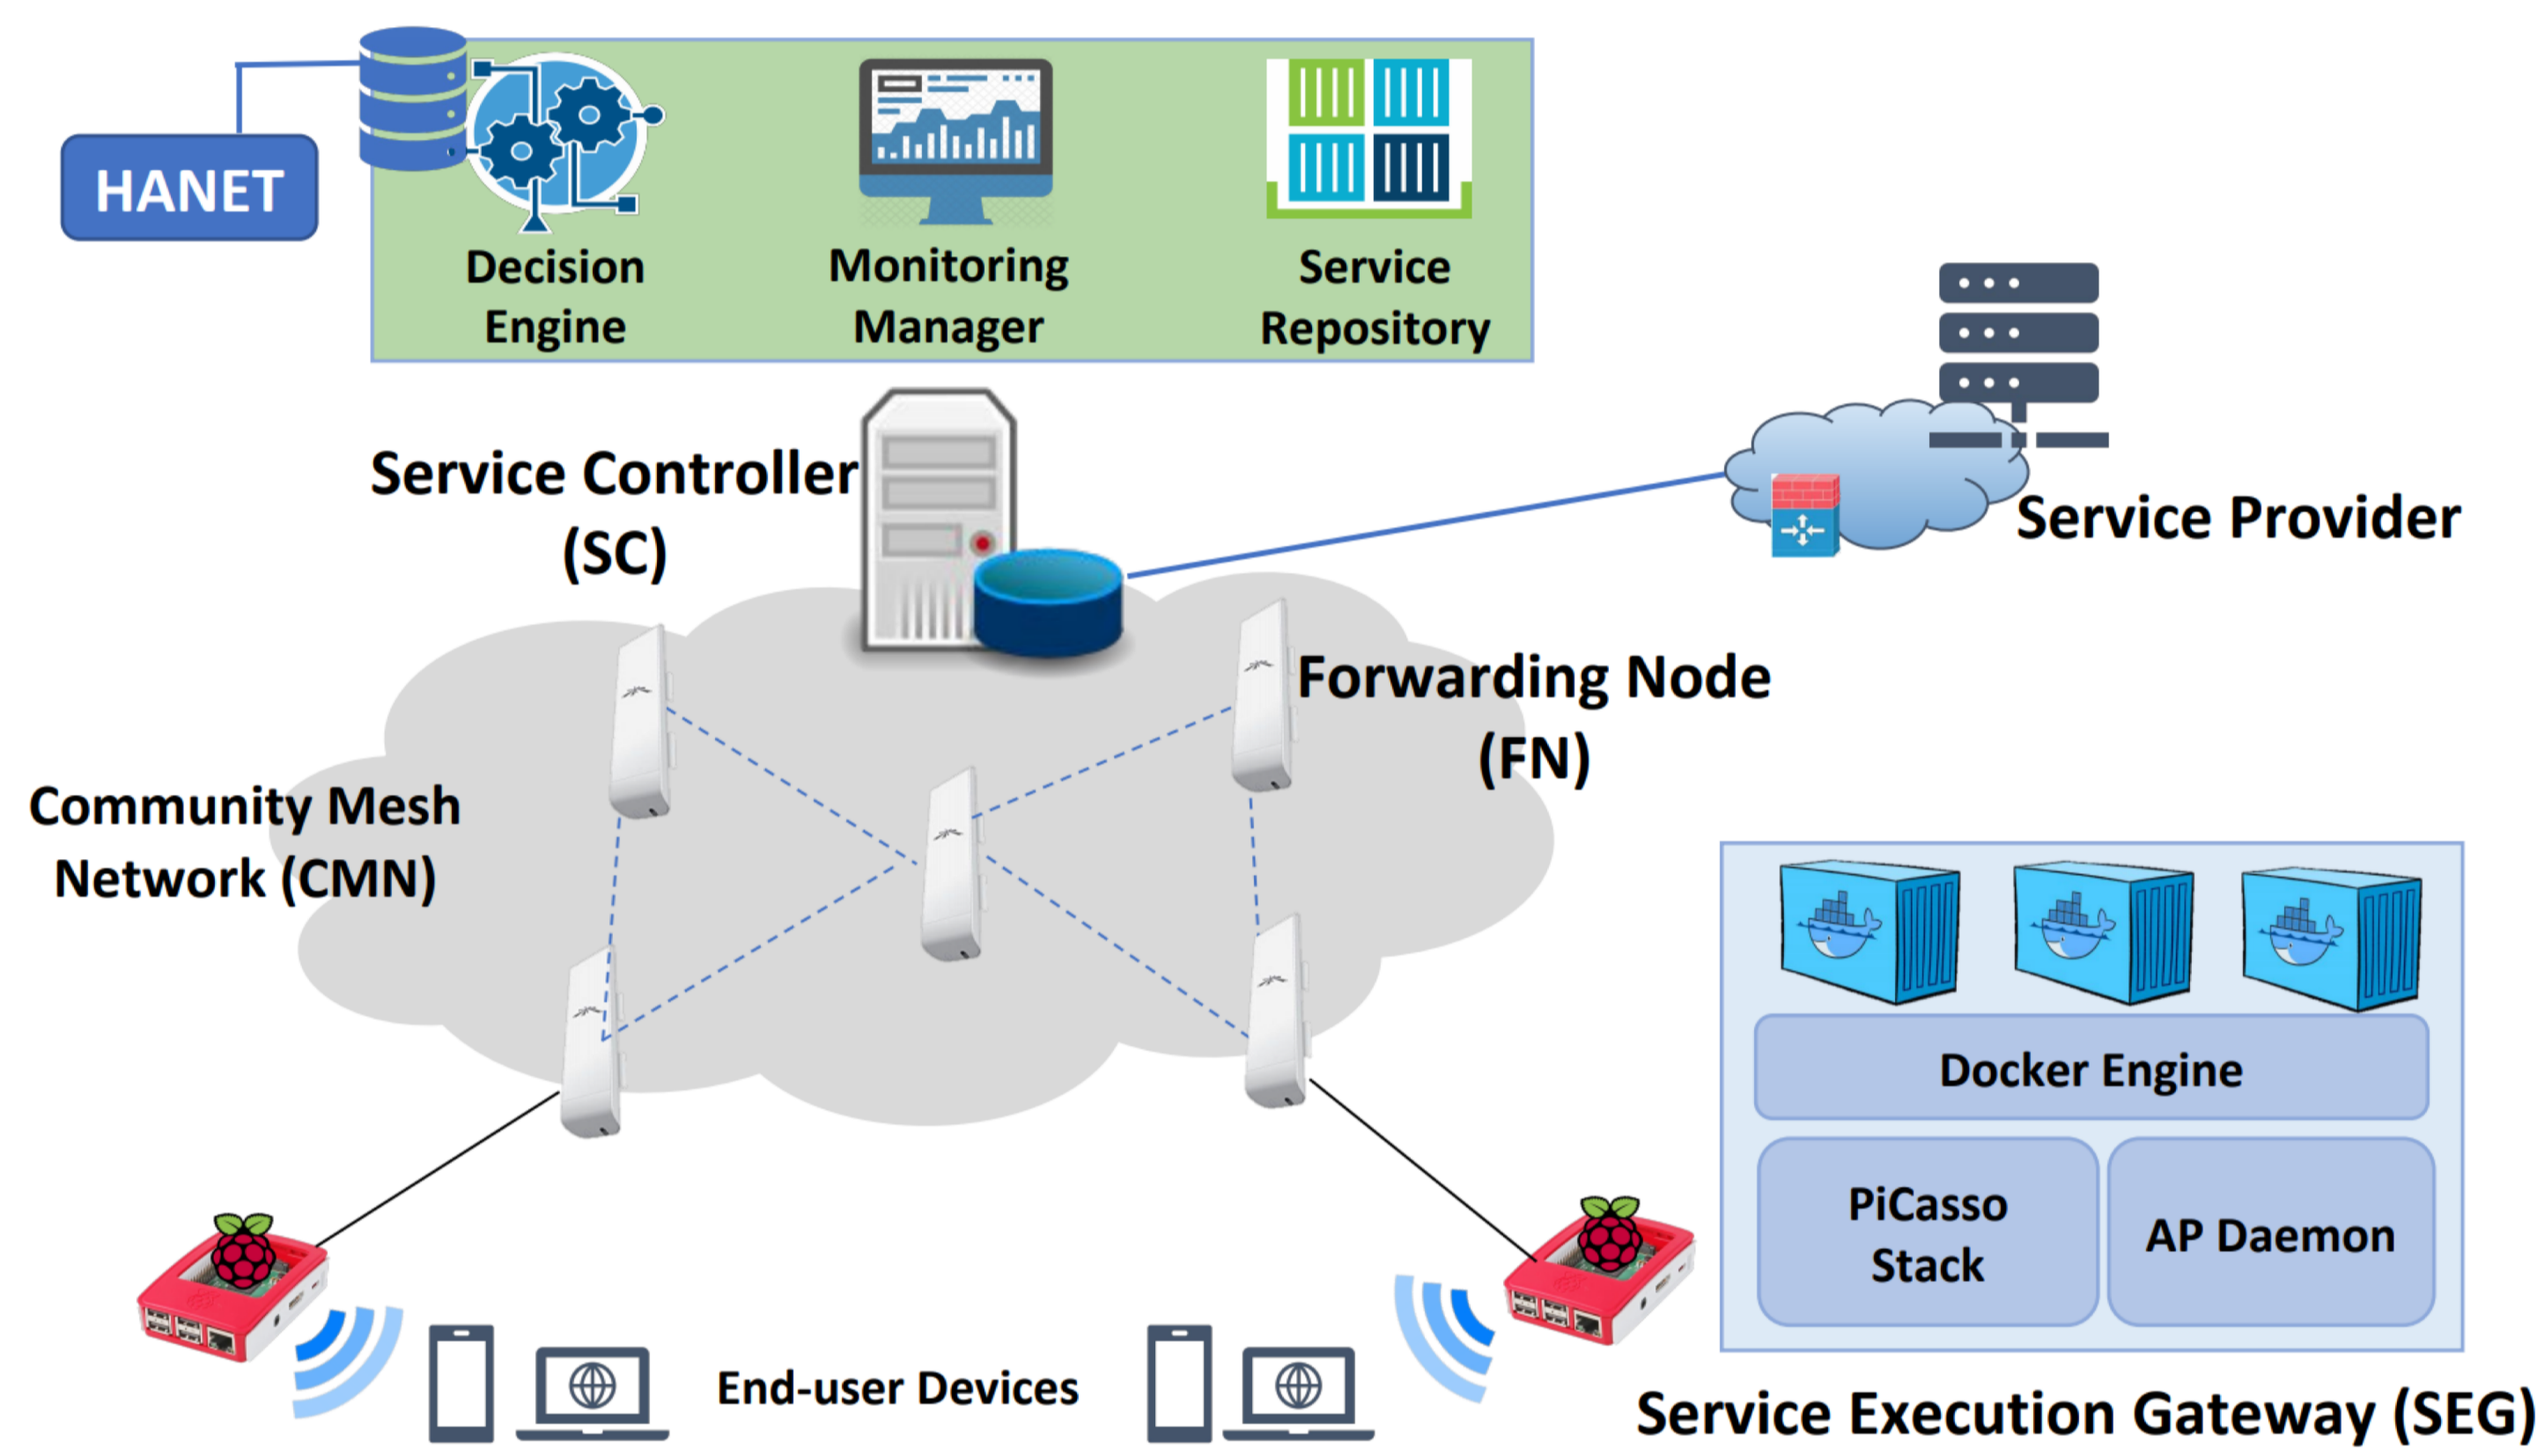 HANET
Decision
Engine
Monitoring
Manager
Service
Repository
Service Controller
(SC)
Service Provider
Forwarding Node
(FN)
Community Mesh
Network (CMN)
Docker Engine
PiCasso
Stack
AP Daemon
End-user Devices
Service Execution Gateway (SEG)